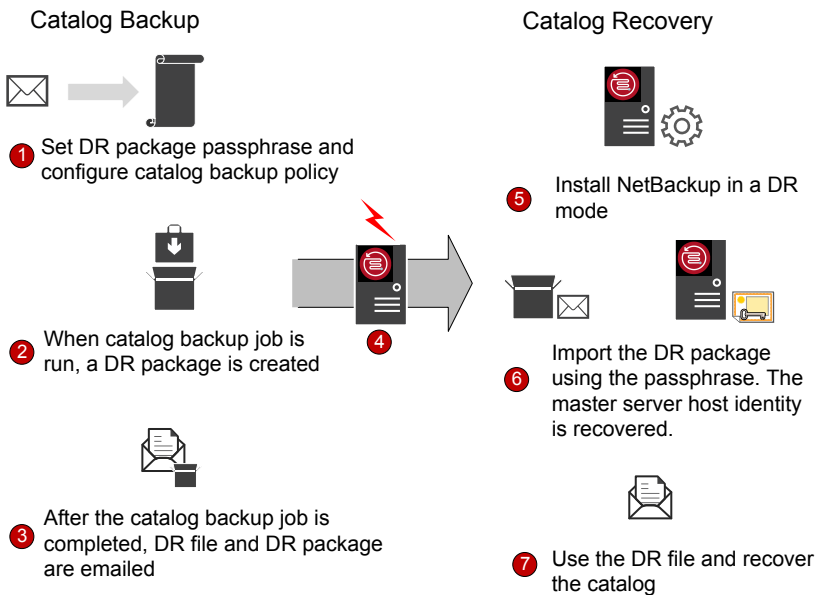 Catalog Backup
1
Set DR package passphrase and
configure catalog backup policy
2
When catalog backup job is
run, a DR package is created
3
After the catalog backup job is
completed, DR file and DR package
are emailed
4
Catalog Recovery
5
Install NetBackup in a DR
mode
6
Import the DR package
using the passphrase. The
master server host identity
is recovered.
7
Use the DR file and recover
the catalog